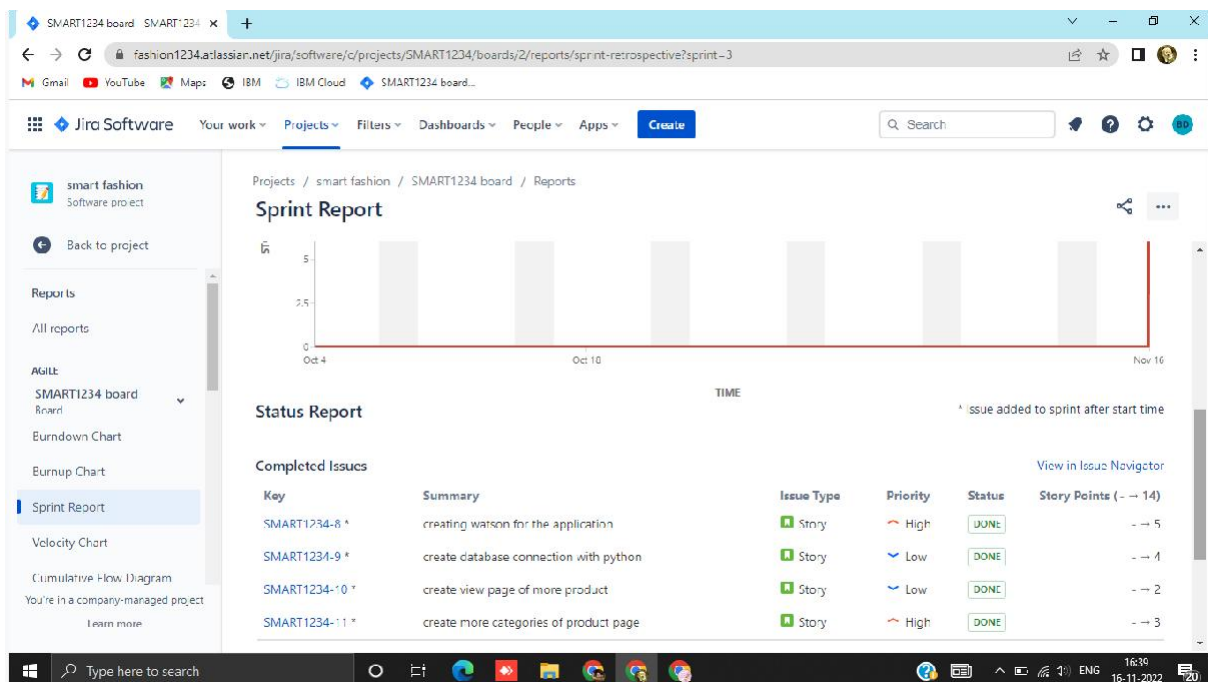 SMART1234 board - SMART1234
fashion1234.atlassian.net/jira/software/c/projects/SMART1234/boards/2/reports/sprint-retrospective?sprint=3
Gmail YouTube Maps IBM IBM Cloud SMART1234 board...
Jira Software Your work Projects Filters Dashboards People Apps Create Search BD
smart fashion
Software project
Back to project
Reports
All reports
AGILE
SMART1234 board
Board
Burndown Chart
Burnup Chart
Sprint Report
Velocity Chart
Cumulative Flow Diagram
You're in a company-managed project
Learn more
Projects / smart fashion / SMART1234 board / Reports
Sprint Report
5
2.5
0
Oct 4 Oct 10 Nov 16
TIME
Status Report
* Issue added to sprint after start time
Completed Issues View in Issue Navigator
Key Summary Issue Type Priority Status Story Points (- → 14)
SMART1234-8 * creating watson for the application Story High DONE - → 5
SMART1234-9 * create database connection with python Story Low DONE - → 4
SMART1234-10 * create view page of more product Story Low DONE - → 2
SMART1234-11 * create more categories of product page Story High DONE - → 3
Type here to search
ENG
16:39
16-11-2022
20